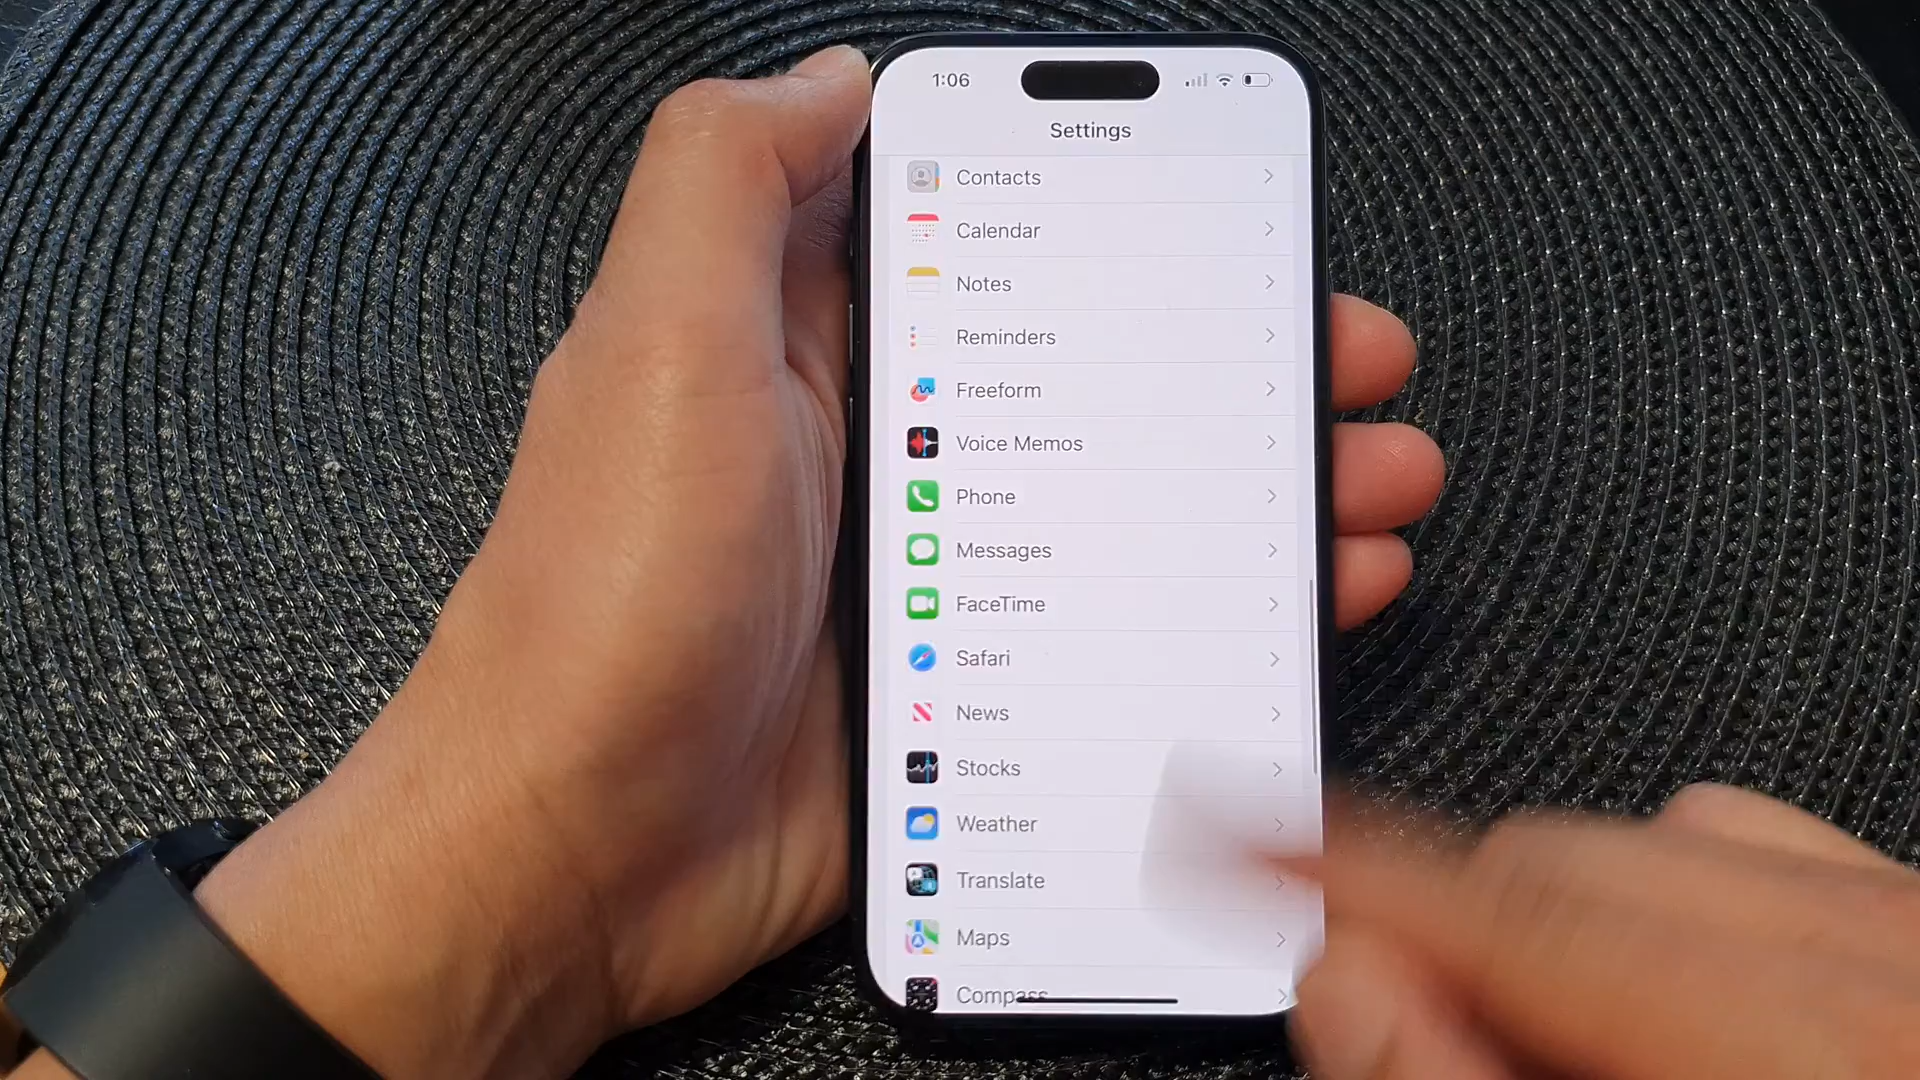 1:06
Settings
Contacts
Calendar
Notes
Reminders
Freeform
Voice Memos
Phone
Messages
FaceTime
Safari
News
Stocks
Weather
Translate
Maps
Compass